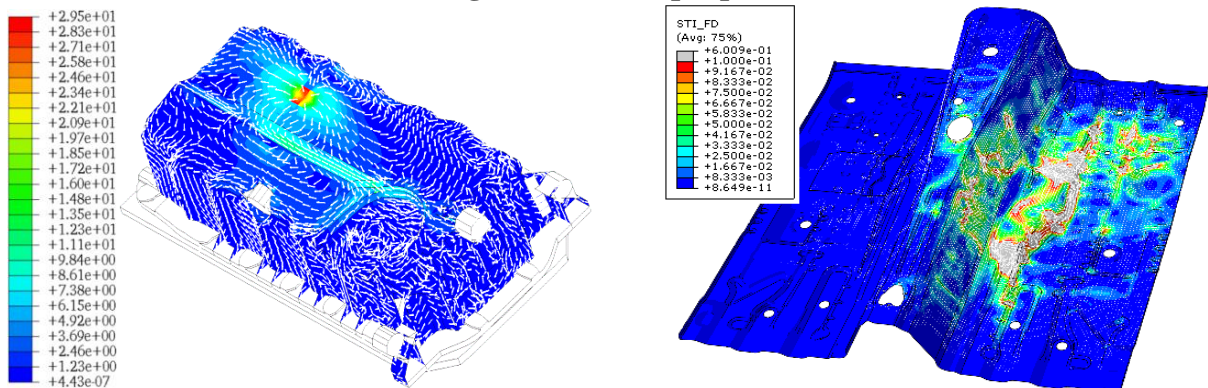 +2.95e+01
+2.83e+01
+2.71e+01
+2.58e+01
+2.46e+01
+2.34e+01
+2.21e+01
+2.09e+01
+1.97e+01
+1.85e+01
+1.72e+01
+1.60e+01
+1.48e+01
+1.35e+01
+1.23e+01
+1.11e+01
+9.84e+00
+8.61e+00
+7.38e+00
+6.15e+00
+4.92e+00
+3.69e+00
+2.46e+00
+1.23e+00
+4.43e-07
STI_FD
(Avg: 75%)
+6.009e-01
+1.000e-01
+9.167e-02
+8.333e-02
+7.500e-02
+6.667e-02
+5.833e-02
+5.000e-02
+4.167e-02
+3.333e-02
+2.500e-02
+1.667e-02
+8.333e-03
+8.649e-11